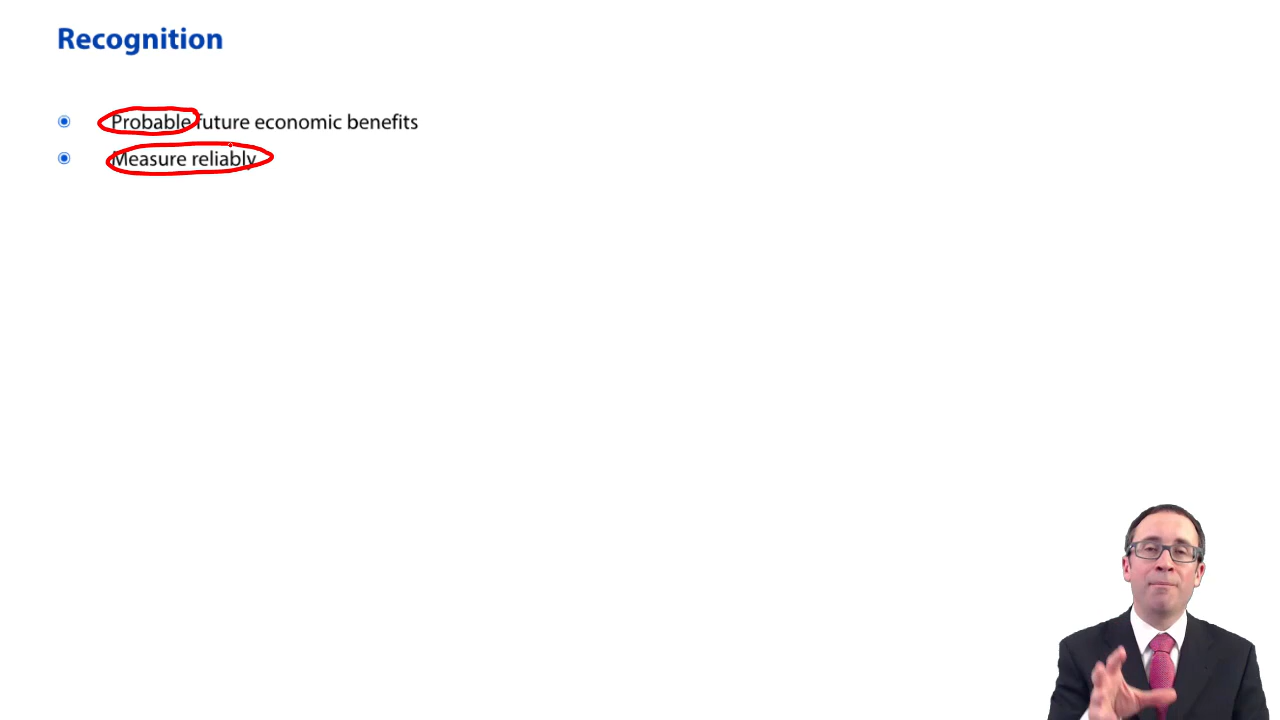 Recognition
Probable future economic benefits
Measure reliably